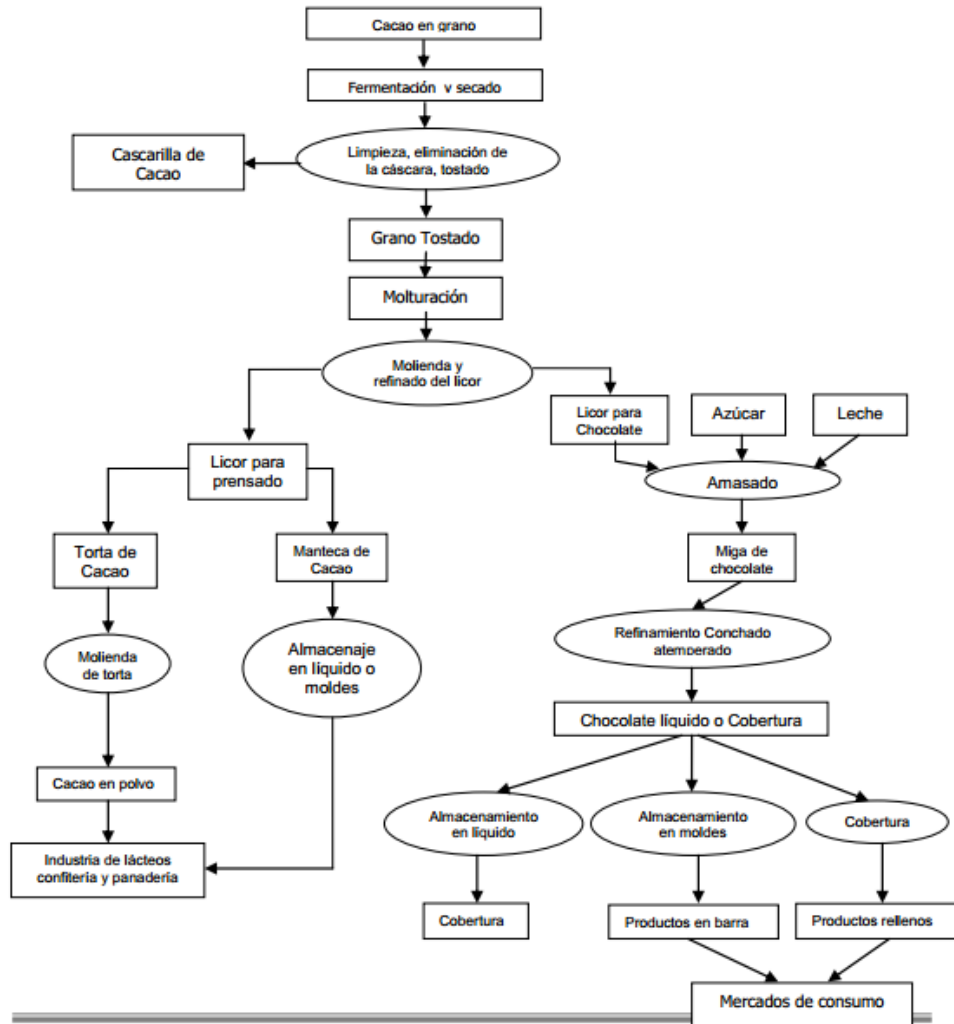 Cacao en grano
Fermentación y secado
Cascarilla de
Cacao
Limpieza, eliminación de
la cáscara, tostado
Grano Tostado
Molturación
Molienda y
refinado del licor
Licor para
Chocolate
Azúcar
Leche
Licor para
prensado
Amasado
Torta de
Cacao
Manteca de
Cacao
Miga de
chocolate
Molienda
de torta
Almacenaje
en líquido o
moldes
Refinamiento Conchado
atemperado
Chocolate líquido o Cobertura
Cacao en polvo
Almacenamiento
en líquido
Almacenamiento
en moldes
Cobertura
Industria de lácteos
confitería y panadería
Cobertura
Productos en barra
Productos rellenos
Mercados de consumo